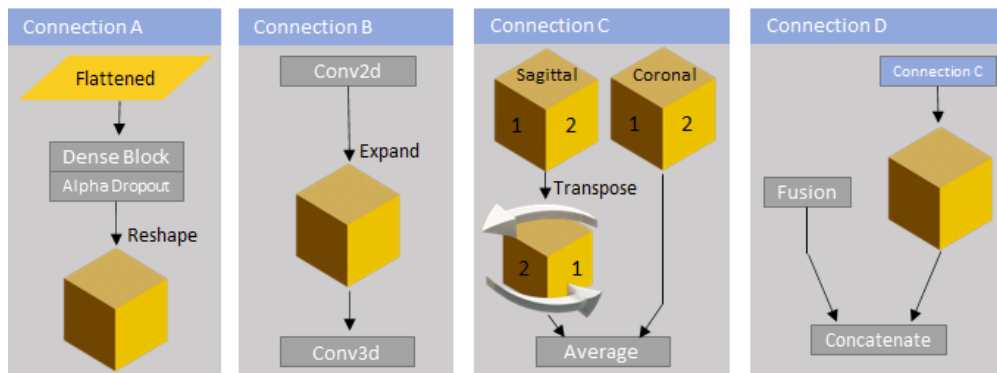 Connection A
Flattened
Dense Block
Alpha Dropout
Reshape
Connection B
Conv2d
Expand
Conv3d
Connection C
Sagittal
Coronal
1 2
1 2
Transpose
2 1
Average
Connection D
Connection C
Fusion
Concatenate